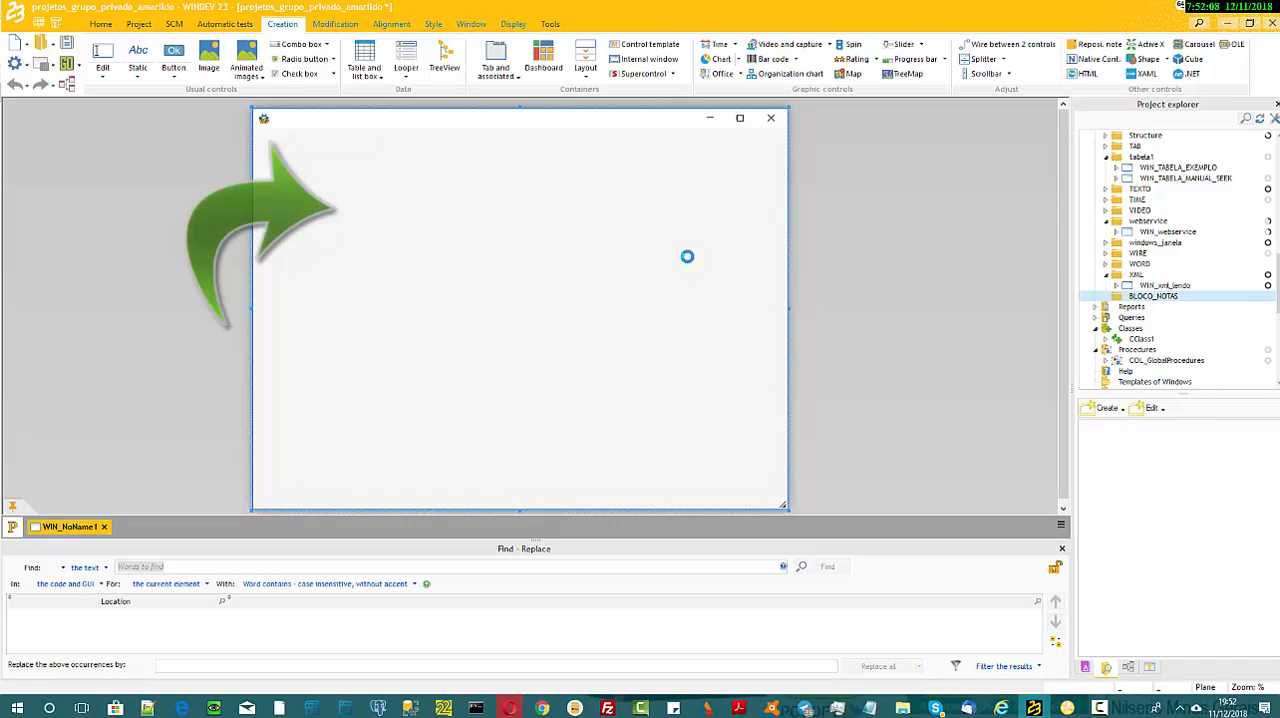 projetos_grupo_privado_amarildo - WINDEV 23 - [projetos_grupo_privado_amarildo *]
64
7:52:08 12/11/2018
Home Project SCM Automatic tests Creation Modification Alignment Style Window Display Tools
Edit
Static
Button
Image
Animated images
Combo box
Radio button
Check box
Usual controls
Table and list box
Looper
TreeView
Data
Tab and associated
Dashboard
Layout
Control template
Internal window
Supercontrol
Containers
Time
Chart
Office
Video and capture
Bar code
Organization chart
Spin
Rating
Map
Slider
Progress bar
TreeMap
Graphic controls
Wire between 2 controls
Splitter
Scrollbar
Adjust
Reposi. note
Native Cont.
HTML
Active X
Shape
XAML
Carousel
Cube
.NET
OLE
Other controls
Abc
Ok
Project explorer
Structure
TAB
tabela1
WIN_TABELA_EXEMPLO
WIN_TABELA_MANUAL_SEEK
TEXTO
TIME
VIDEO
webservice
WIN_webservice
windows_janela
WIRE
WORD
XML
WIN_xml_lendo
BLOCO_NOTAS
Reports
Queries
Classes
CClass1
Procedures
COL_GlobalProcedures
Help
Templates of Windows
Create
Edit
WIN_NoName1
Find - Replace
Find: the text Words to find Find
In: the code and GUI For: the current element With: Word contains - case insensitive, without accent
Location
Replace the above occurrences by: Replace all Filter the results
Plane Zoom: %
19:52
11/12/2018